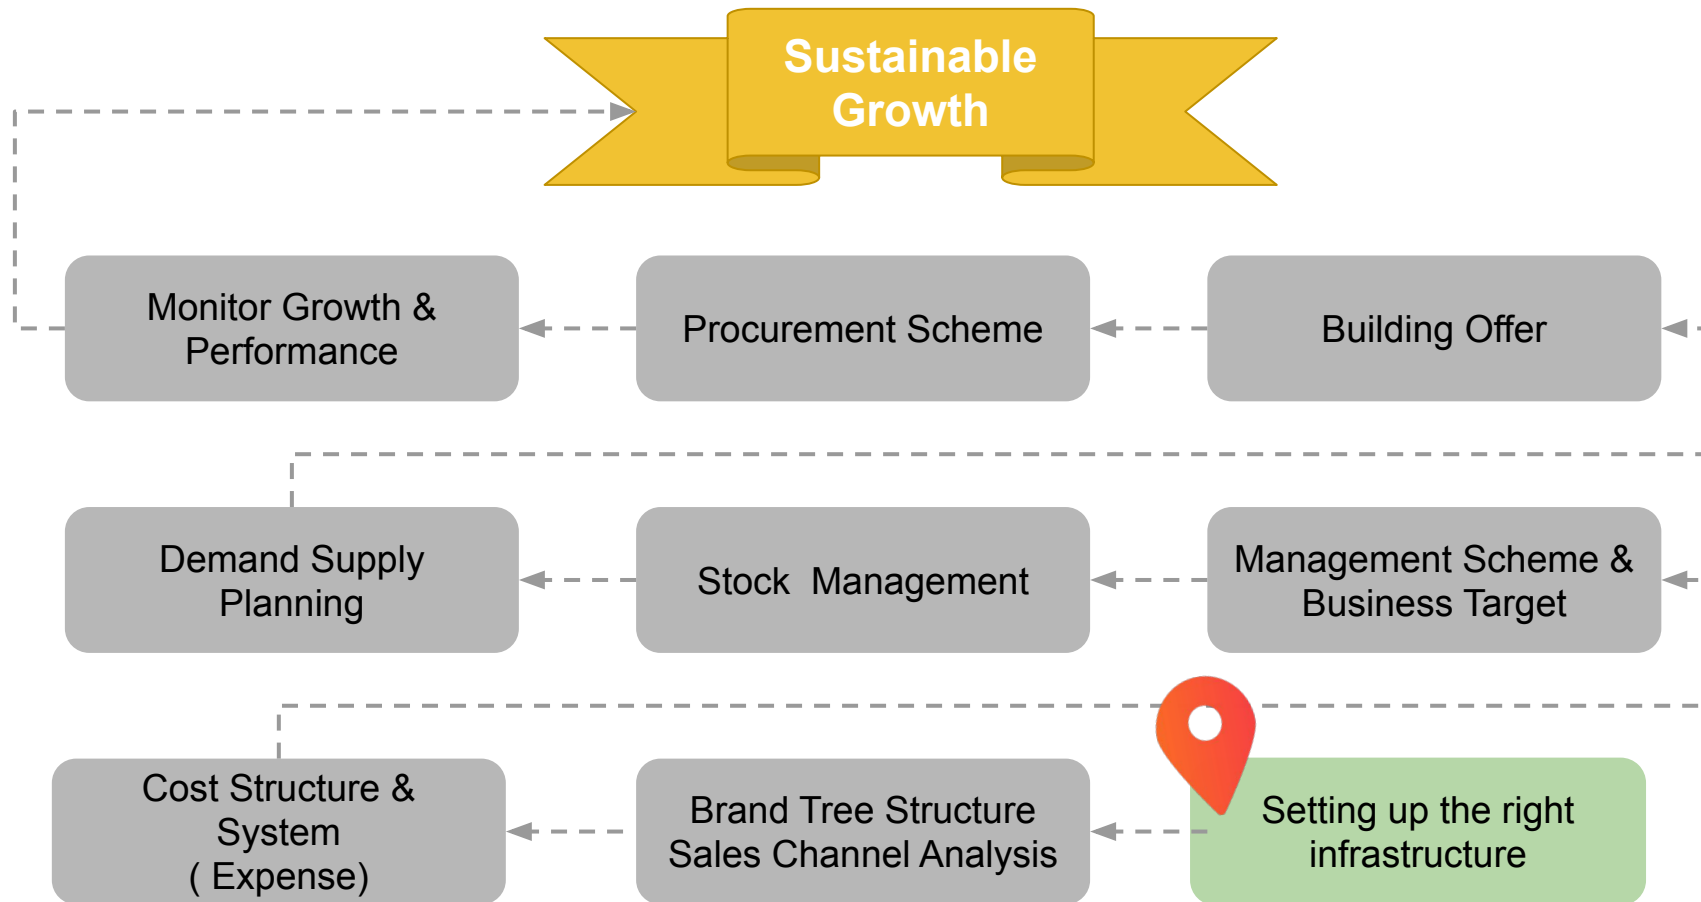 Sustainable
Growth
Monitor Growth &
Performance
Procurement Scheme
Building Offer
Demand Supply
Planning
Stock  Management
Management Scheme &
Business Target
Cost Structure &
System
( Expense)
Brand Tree Structure
Sales Channel Analysis
Setting up the right
infrastructure